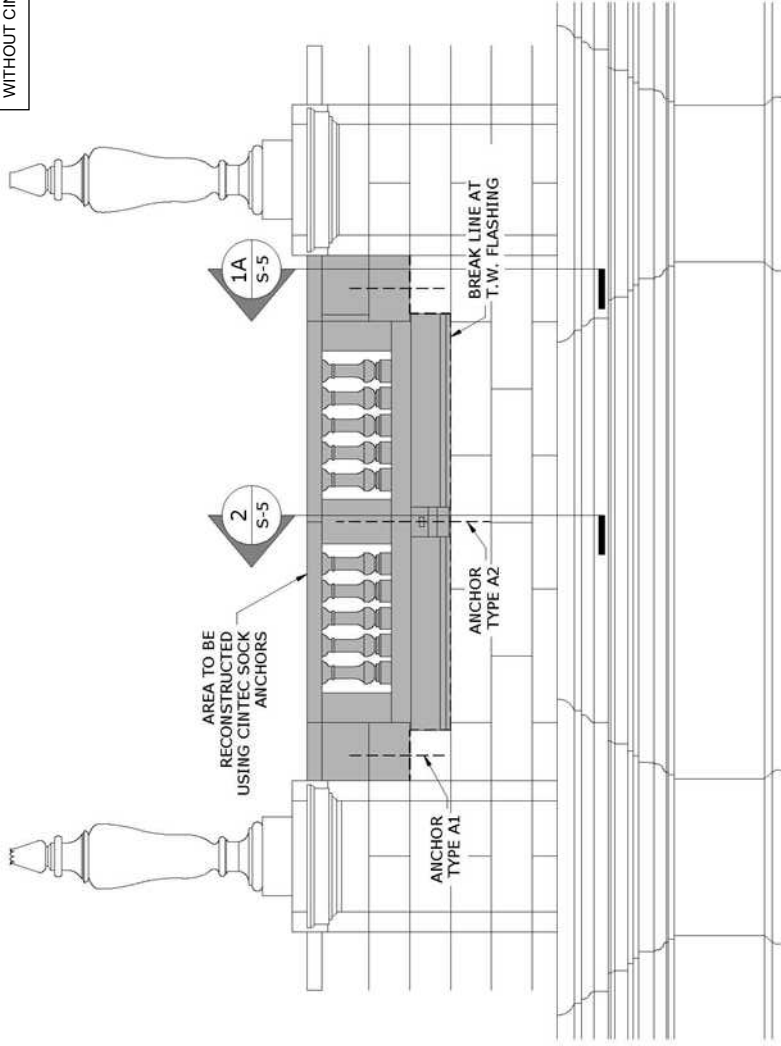 WITHOUT CIN
1A
S-5
2
S-5
AREA TO BE
RECONSTRUCTED
USING CINTEC SOCK
ANCHORS
BREAK LINE AT
T.W. FLASHING
ANCHOR
TYPE A2
ANCHOR
TYPE A1